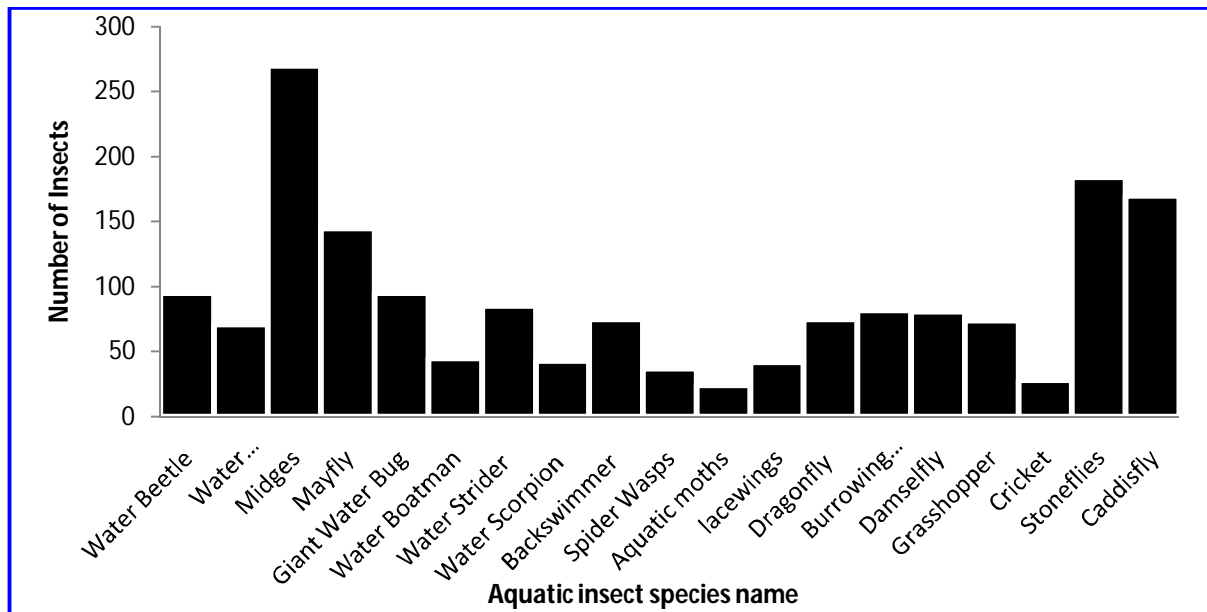 300
250
200
150
100
50
0
Number of Insects
Water Beetle
Water...
Midges
Mayfly
Giant Water Bug
Water Boatman
Water Strider
Water Scorpion
Backswimmer
Spider Wasps
Aquatic moths
lacewings
Dragonfly
Burrowing...
Damselfly
Grasshopper
Cricket
Stoneflies
Caddisfly
Aquatic insect species name